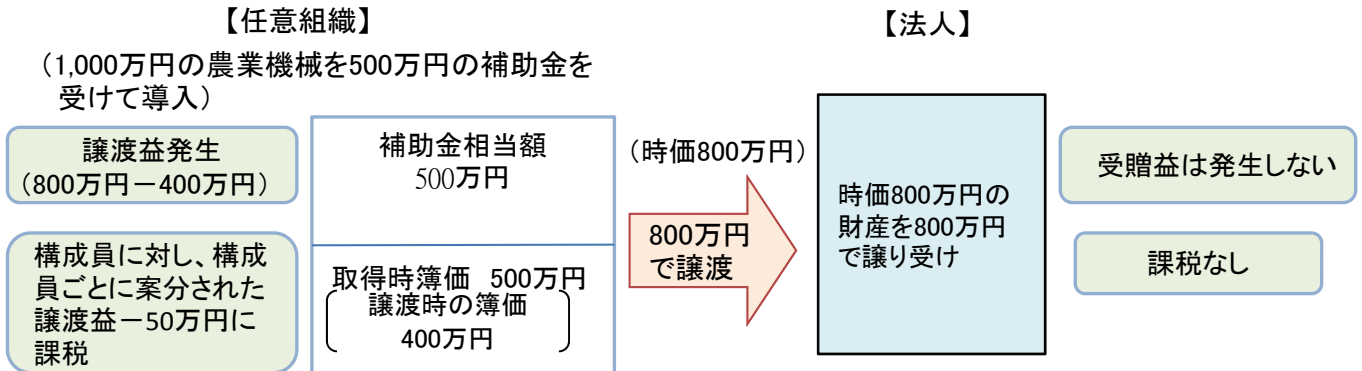 【任意組織】
（1,000万円の農業機械を500万円の補助金を
受けて導入）
譲渡益発生
（800万円－400万円）
構成員に対し、構成
員ごとに案分された
譲渡益－50万円に
課税
補助金相当額
500万円
取得時簿価　500万円
譲渡時の簿価
400万円
（時価800万円）
800万円
で譲渡
【法人】
時価800万円の
財産を800万円
で譲り受け
受贈益は発生しない
課税なし